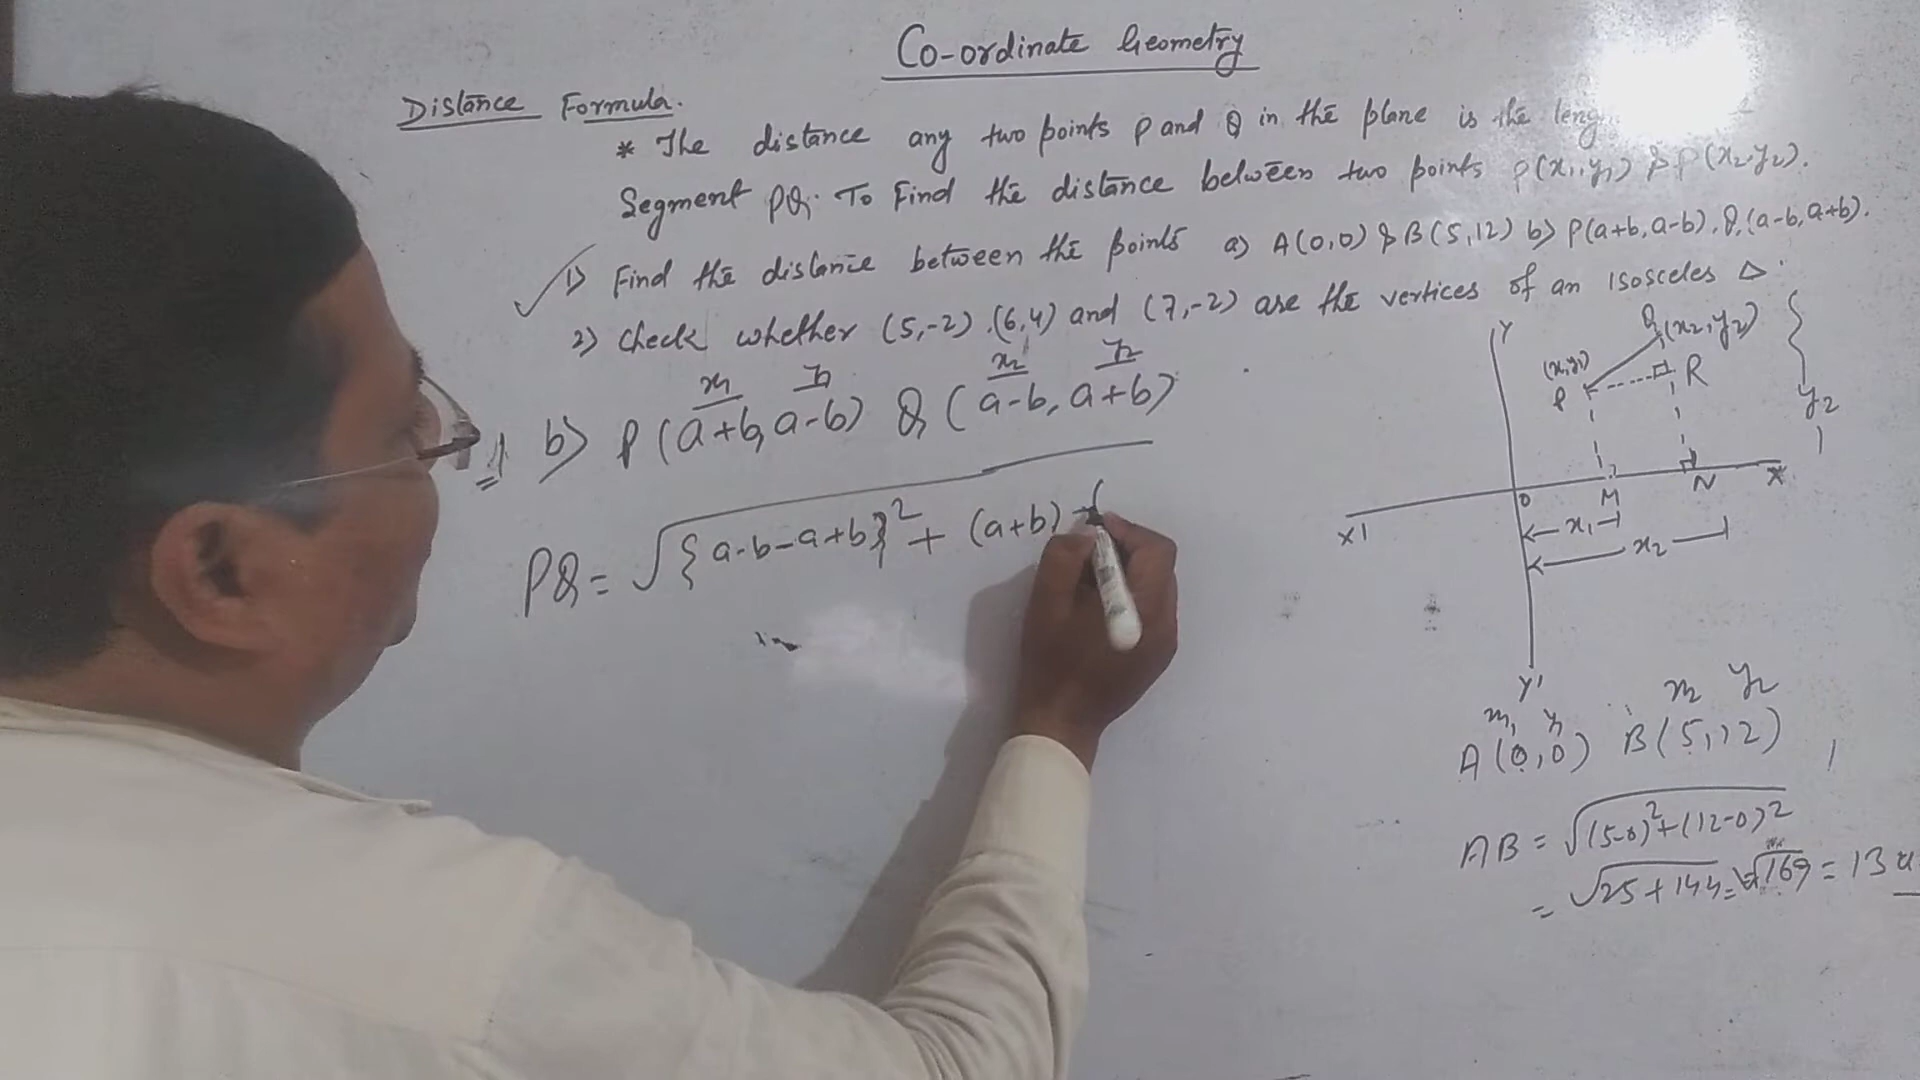 Co-ordinate Geometry
Distance Formula.
* The distance any two points P and Q in the plane is the leng
Segment PQ. To Find the distance between two points P(x1,y1) & P(x2,y2).
1) Find the distance between the points a) A(0,0) & B(5,12) b) P(a+b,a-b), Q(a-b,a+b).
2) Check whether (5,-2), (6,4) and (7,-2) are the vertices of an Isosceles △.
x1 y1 x2 y2
1 b) P(a+b, a-b) Q(a-b, a+b)
PQ = √{a-b-a+b}² + (a+b) - (
Y
Q(x2,y2)
(x1,y1)
P R
y2
X1 O M N X
x1
x2
Y1
x1 y1 x2 y2
A(0,0) B(5,12)
AB = √(5-0)²+(12-0)²
= √25+144 = √169 = 13 u